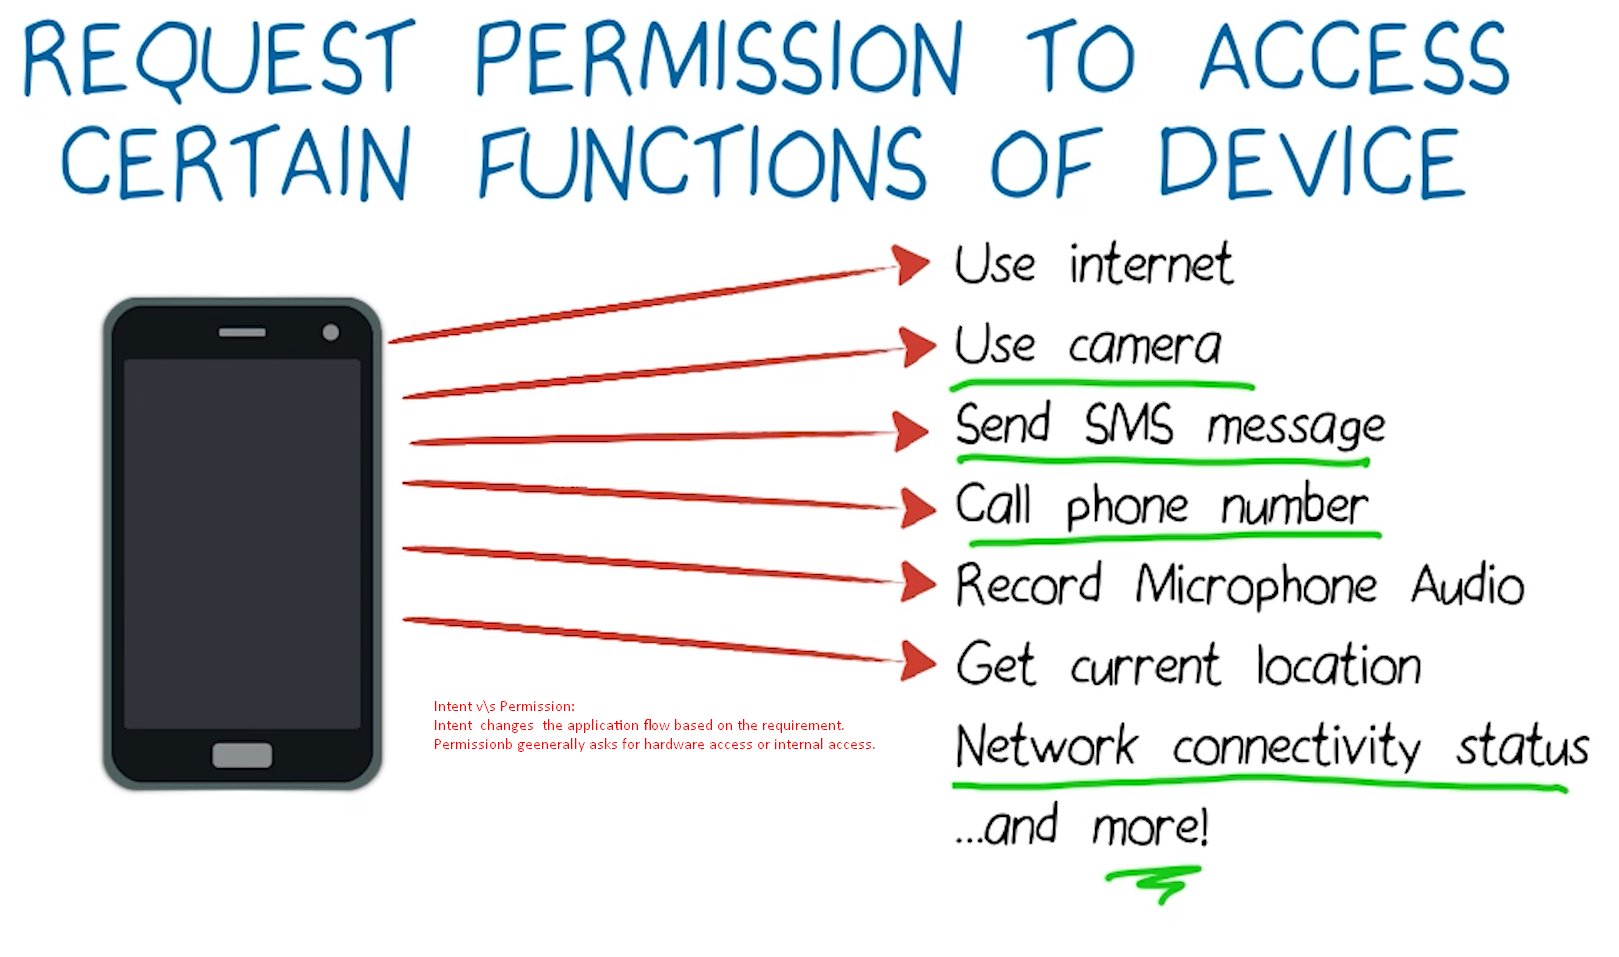 REQUEST PERMISSION TO ACCESS
CERTAIN FUNCTIONS OF DEVICE
Use internet
Use camera
Send SMS message
Call phone number
Record Microphone Audio
Get current location
Network connectivity status
...and more!
Intent v\s Permission:
Intent changes the application flow based on the requirement.
Permissionb geenerally asks for hardware access or internal access.